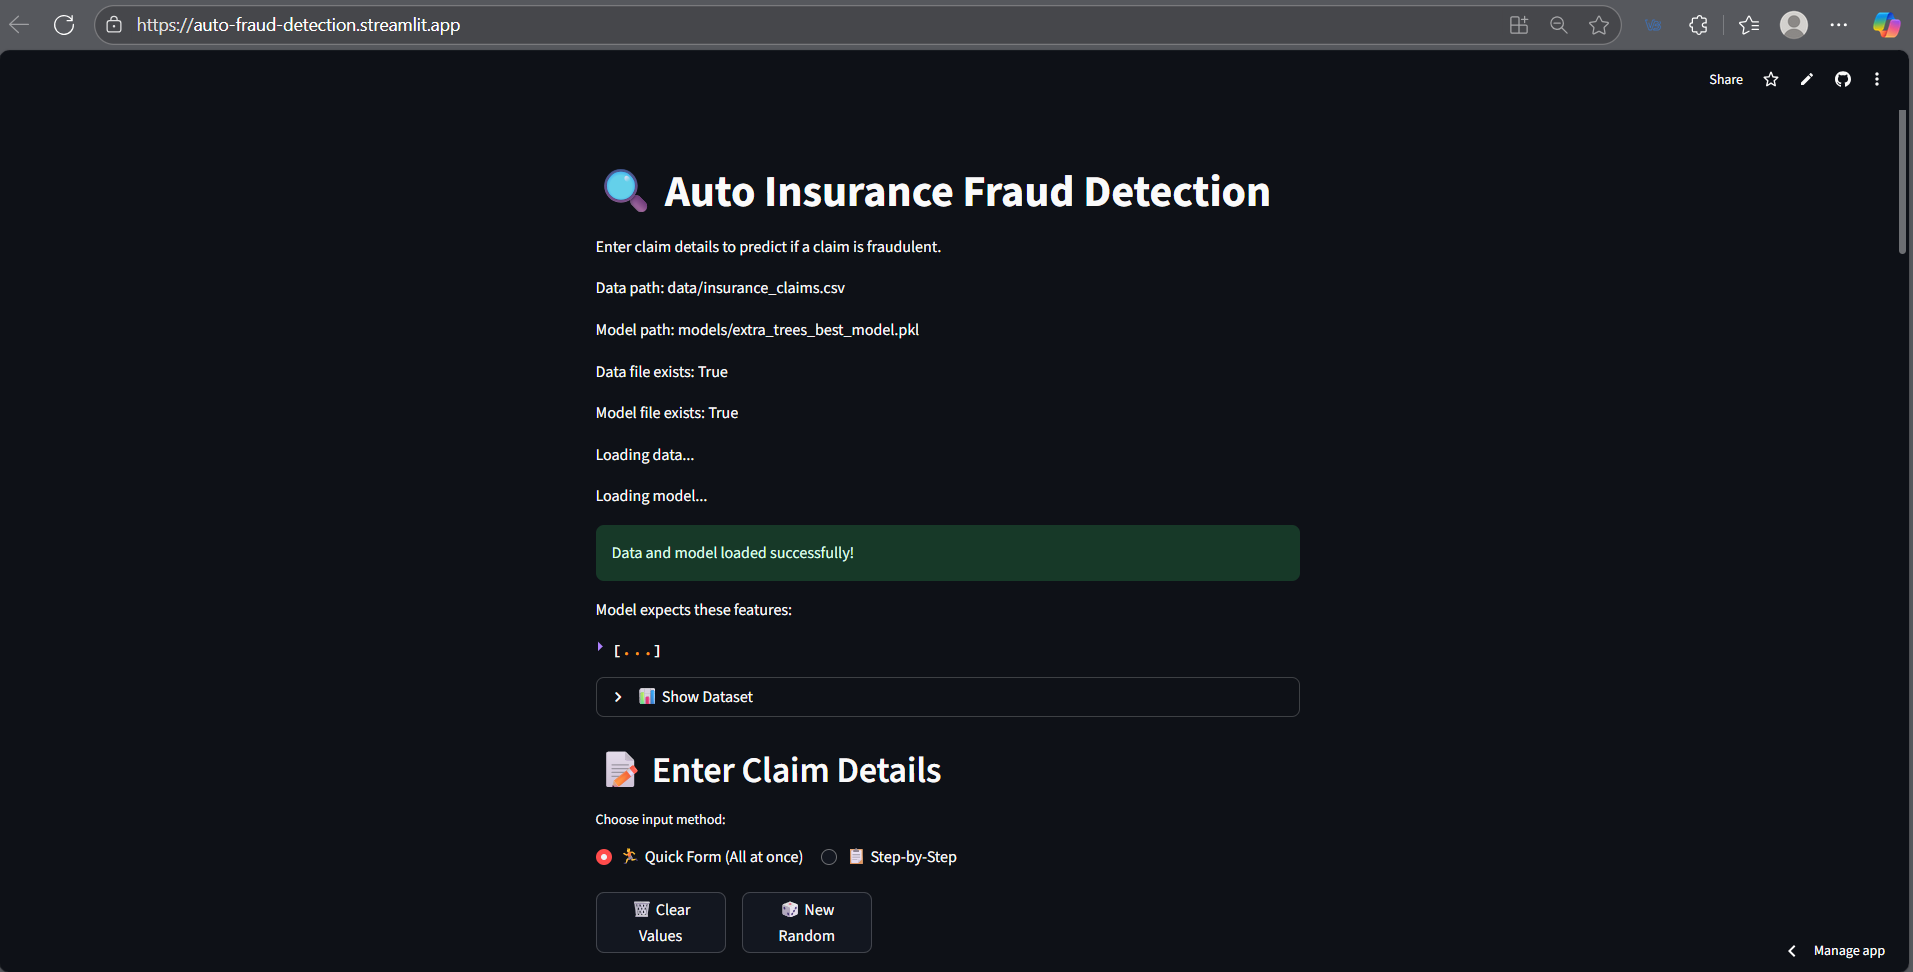 https://auto-fraud-detection.streamlit.app
Share
Auto Insurance Fraud Detection
Enter claim details to predict if a claim is fraudulent.
Data path: data/insurance_claims.csv
Model path: models/extra_trees_best_model.pkl
Data file exists: True
Model file exists: True
Loading data...
Loading model...
Data and model loaded successfully!
Model expects these features:
[...]
Show Dataset
Enter Claim Details
Choose input method:
Quick Form (All at once) Step-by-Step
Clear
Values
New
Random
Manage app